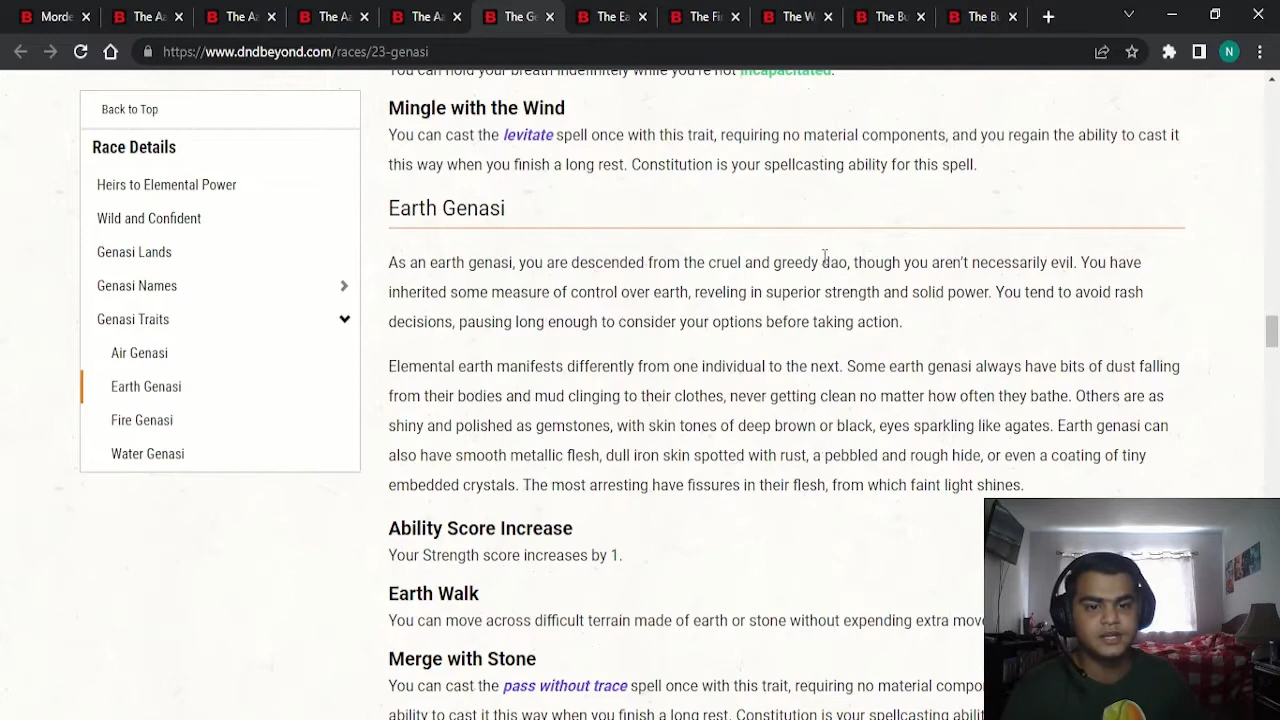 Morde
The Az
The Az
The Az
The Az
The Ge
The Ea
The Fir
The W
The Bu
The Bu
https://www.dndbeyond.com/races/23-genasi
N
You can hold your breath indefinitely while you're not incapacitated.
Back to Top
Race Details
Heirs to Elemental Power
Wild and Confident
Genasi Lands
Genasi Names
Genasi Traits
Air Genasi
Earth Genasi
Fire Genasi
Water Genasi
Mingle with the Wind
You can cast the levitate spell once with this trait, requiring no material components, and you regain the ability to cast it
this way when you finish a long rest. Constitution is your spellcasting ability for this spell.
Earth Genasi
As an earth genasi, you are descended from the cruel and greedy dao, though you aren't necessarily evil. You have
inherited some measure of control over earth, reveling in superior strength and solid power. You tend to avoid rash
decisions, pausing long enough to consider your options before taking action.
Elemental earth manifests differently from one individual to the next. Some earth genasi always have bits of dust falling
from their bodies and mud clinging to their clothes, never getting clean no matter how often they bathe. Others are as
shiny and polished as gemstones, with skin tones of deep brown or black, eyes sparkling like agates. Earth genasi can
also have smooth metallic flesh, dull iron skin spotted with rust, a pebbled and rough hide, or even a coating of tiny
embedded crystals. The most arresting have fissures in their flesh, from which faint light shines.
Ability Score Increase
Your Strength score increases by 1.
Earth Walk
You can move across difficult terrain made of earth or stone without expending extra move
Merge with Stone
You can cast the pass without trace spell once with this trait, requiring no material compo
ability to cast it this way when you finish a long rest. Constitution is your spellcasting abili